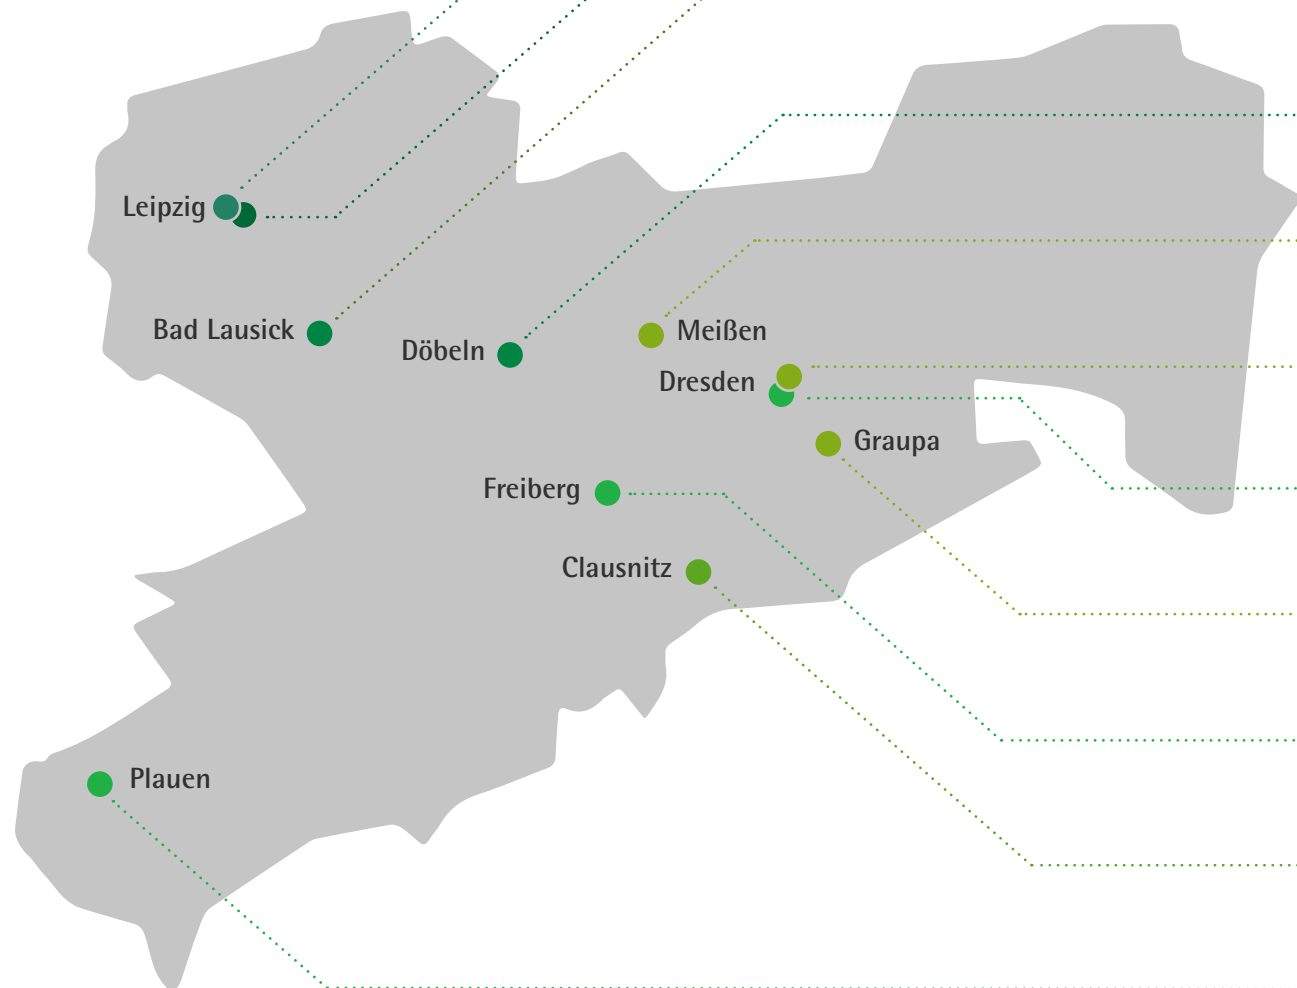 Leipzig
Bad Lausick
Döbeln
Meißen
Dresden
Graupa
Freiberg
Clausnitz
Plauen